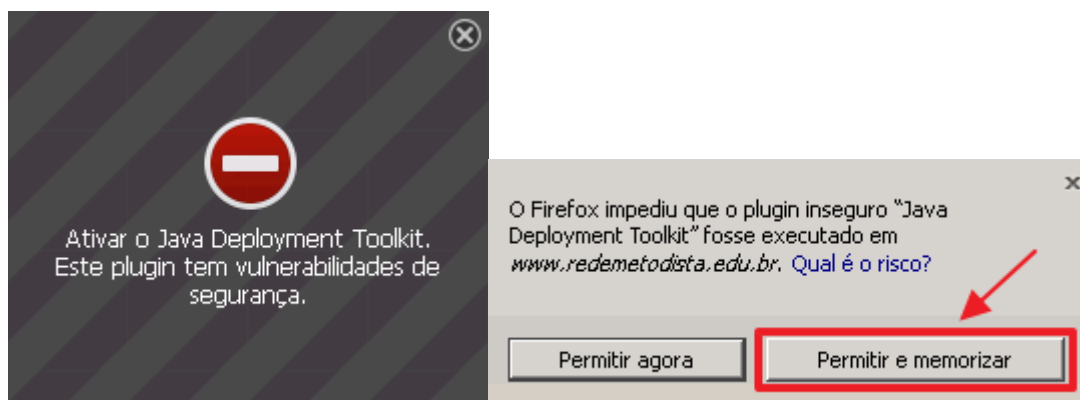 Ativar o Java Deployment Toolkit.
Este plugin tem vulnerabilidades de
segurança.
O Firefox impediu que o plugin inseguro "Java
Deployment Toolkit" fosse executado em
www.redemetodista.edu.br. Qual é o risco?
Permitir agora
Permitir e memorizar